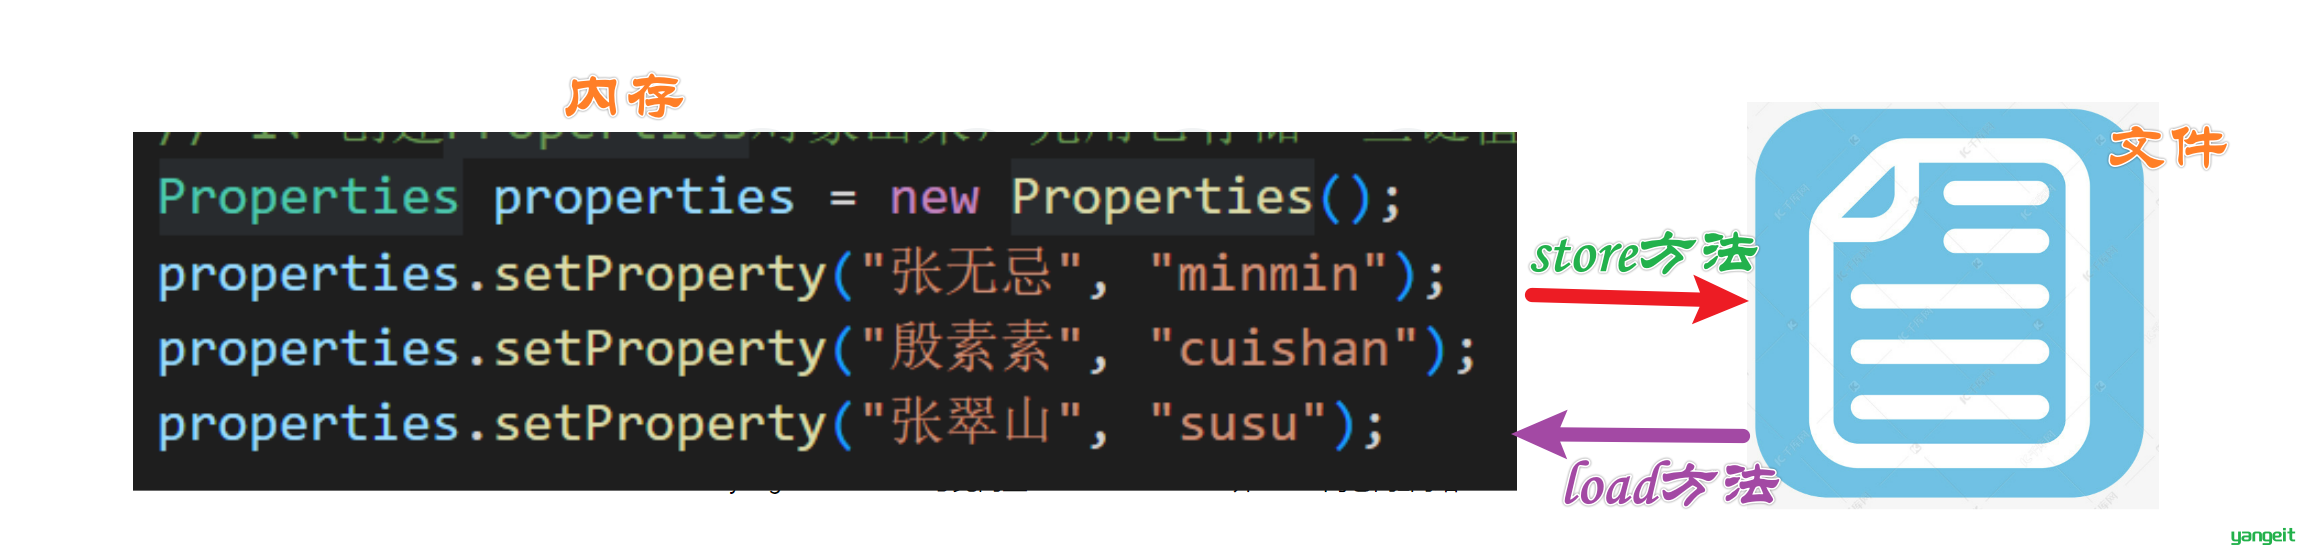 内存
文件
Properties properties = new Properties();
properties.setProperty("张无忌", "minmin");
store方法
properties.setProperty("殷素素", "cuishan");
properties.setProperty("张翠山", "susu");
load方法
yangeit